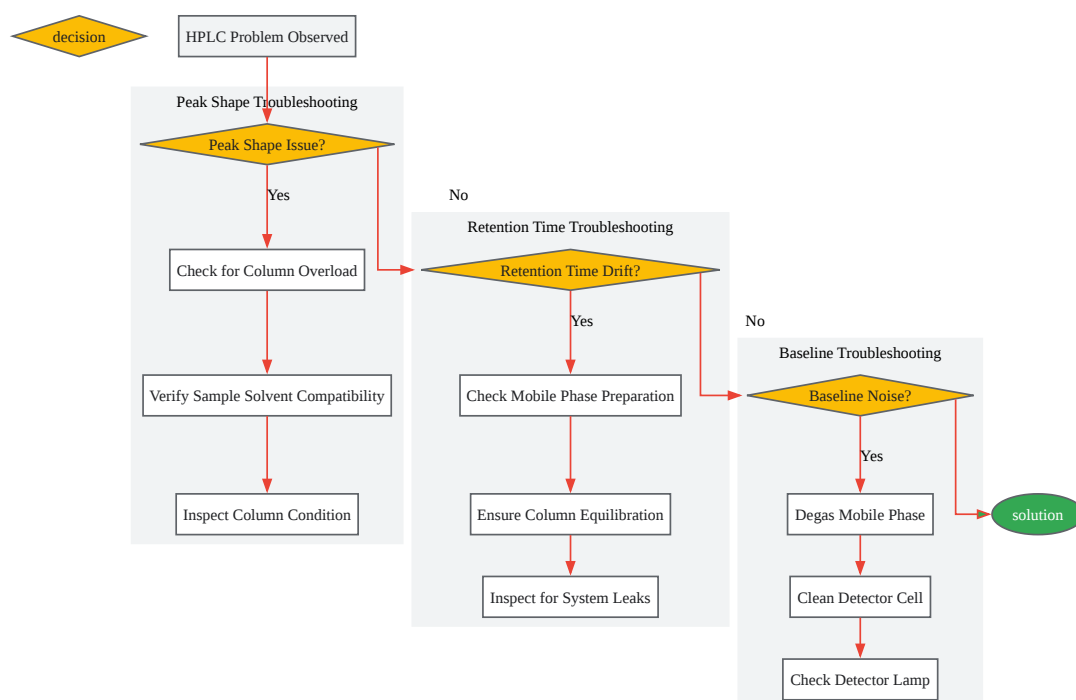 decision
HPLC Problem Observed
Peak Shape Troubleshooting
Peak Shape Issue?
Yes
No
Check for Column Overload
Verify Sample Solvent Compatibility
Inspect Column Condition
Retention Time Troubleshooting
Retention Time Drift?
Yes
No
Check Mobile Phase Preparation
Ensure Column Equilibration
Inspect for System Leaks
Baseline Troubleshooting
Baseline Noise?
Yes
Degas Mobile Phase
solution
Clean Detector Cell
Check Detector Lamp